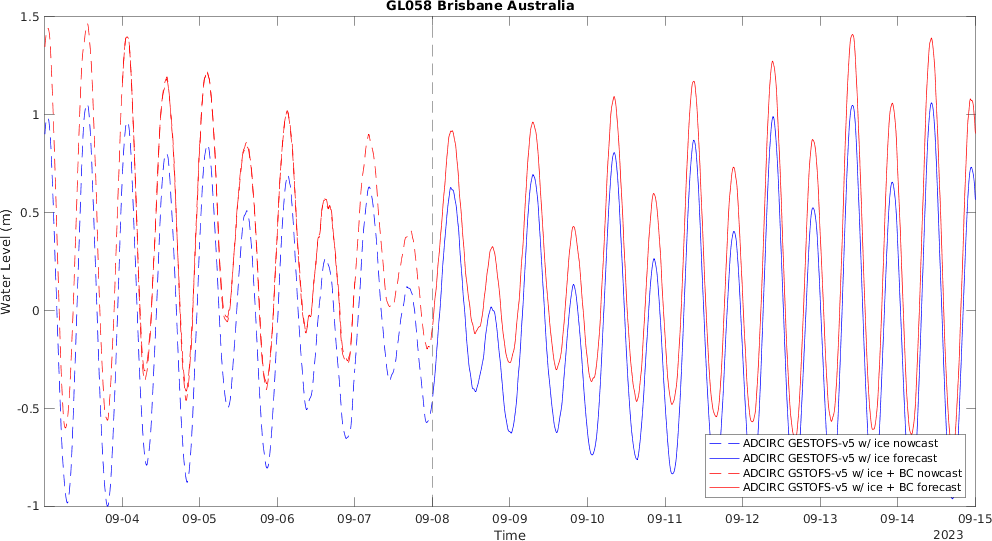 GL058 Brisbane Australia
Water Level (m)
1.5
1
0.5
0
-0.5
-1
ADCIRC GESTOFS-v5 w/ ice nowcast
ADCIRC GESTOFS-v5 w/ ice forecast
ADCIRC GSTOFS-v5 w/ ice + BC nowcast
ADCIRC GSTOFS-v5 w/ ice + BC forecast
09-04 09-05 09-06 09-07 09-08 09-09 09-10 09-11 09-12 09-13 09-14 09-15
Time
2023